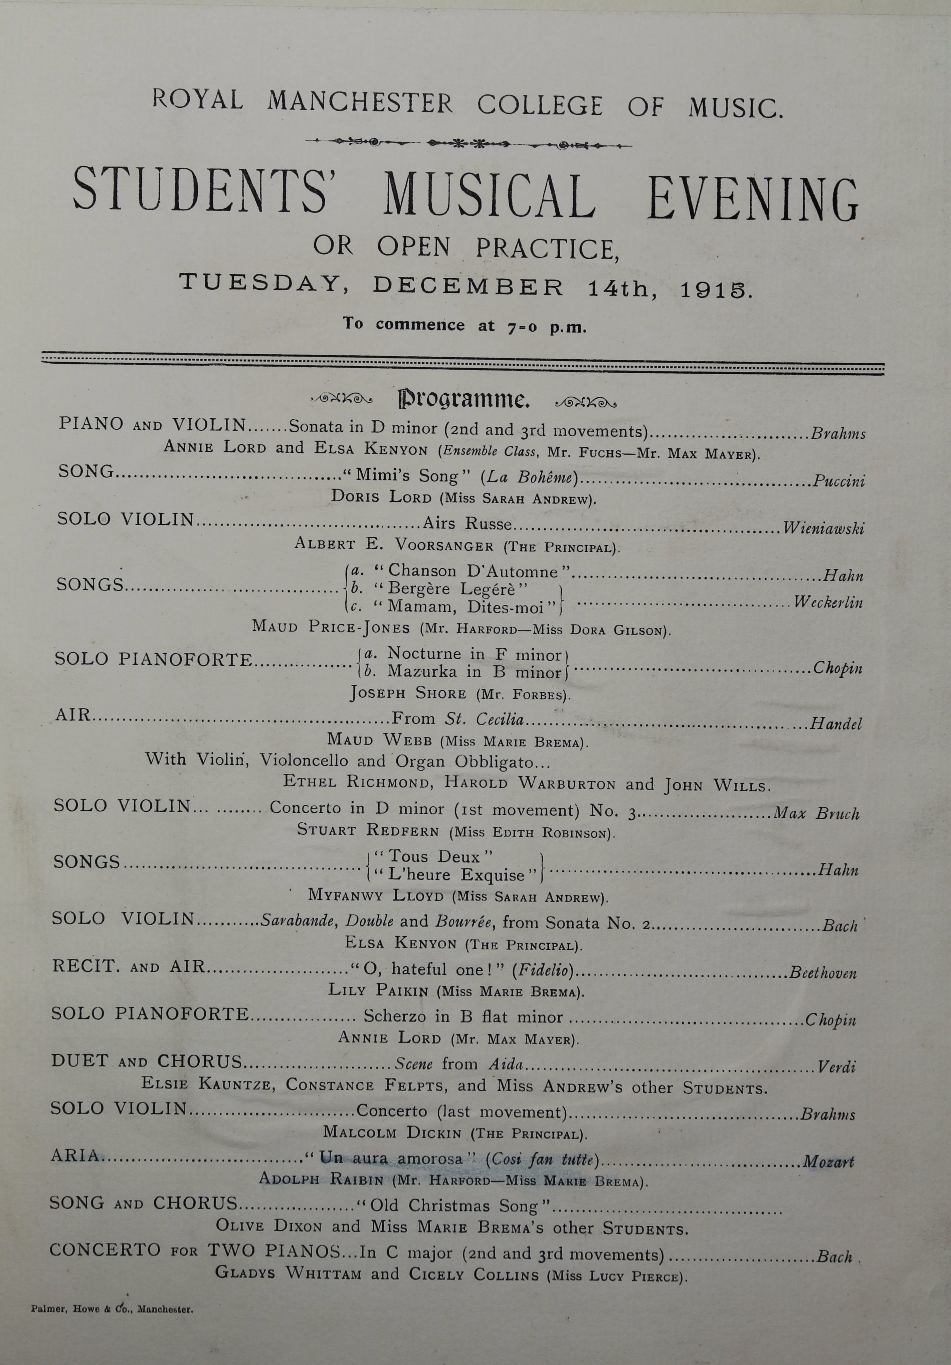 ROYAL MANCHESTER COLLEGE OF MUSIC.
STUDENTS' MUSICAL EVENING
OR OPEN PRACTICE,
TUESDAY, DECEMBER 14th, 1915.
To commence at 7-0 p.m.
Programme.
PIANO AND VIOLIN.......Sonata in D minor (2nd and 3rd movements)...........................Brahms
ANNIE LORD and ELSA KENYON (Ensemble Class, Mr. FUCHS—Mr. MAX MAYER).
SONG......................................"Mimi's Song" (La Bohême).......................................Puccini
DORIS LORD (Miss SARAH ANDREW).
SOLO VIOLIN.....................................Airs Russe............................................Wieniawski
ALBERT E. VOORSANGER (THE PRINCIPAL).
a. "Chanson D'Automne"..........................................Hahn
SONGS....................................b. "Bergère Legérè"
c. "Mamam, Dites-moi" ....................................Weckerlin
MAUD PRICE-JONES (Mr. HARFORD—Miss DORA GILSON).
a. Nocturne in F minor
SOLO PIANOFORTE................b. Mazurka in B minor .......................................Chopin
JOSEPH SHORE (Mr. FORBES).
AIR.................................................From St. Cecilia................................................Handel
MAUD WEBB (Miss MARIE BREMA).
With Violin, Violoncello and Organ Obbligato...
ETHEL RICHMOND, HAROLD WARBURTON and JOHN WILLS.
SOLO VIOLIN... ........ Concerto in D minor (1st movement) No. 3.......................Max Bruch
STUART REDFERN (Miss EDITH ROBINSON).
"Tous Deux"
SONGS........................................"L'heure Exquise" ............................................Hahn
MYFANWY LLOYD (Miss SARAH ANDREW).
SOLO VIOLIN..........Sarabande, Double and Bourrée, from Sonata No. 2............................Bach
ELSA KENYON (THE PRINCIPAL).
RECIT. AND AIR........................"O, hateful one!" (Fidelio)....................................Beethoven
LILY PAIKIN (Miss MARIE BREMA).
SOLO PIANOFORTE.................. Scherzo in B flat minor .......................................Chopin
ANNIE LORD (Mr. MAX MAYER).
DUET AND CHORUS.........................Scene from Aida.................................................Verdi
ELSIE KAUNTZE, CONSTANCE FELPTS, and Miss ANDREW'S other STUDENTS.
SOLO VIOLIN............................Concerto (last movement).......................................Brahms
MALCOLM DICKIN (THE PRINCIPAL).
ARIA..................................."Un aura amorosa" (Cosi fan tutte)..................................Mozart
ADOLPH RAIBIN (Mr. HARFORD—Miss MARIE BREMA).
SONG AND CHORUS...................."Old Christmas Song".......................................
OLIVE DIXON and Miss MARIE BREMA'S other STUDENTS.
CONCERTO FOR TWO PIANOS...In C major (2nd and 3rd movements).........................Bach
GLADYS WHITTAM and CICELY COLLINS (Miss LUCY PIERCE).
Palmer, Howe & Co., Manchester.